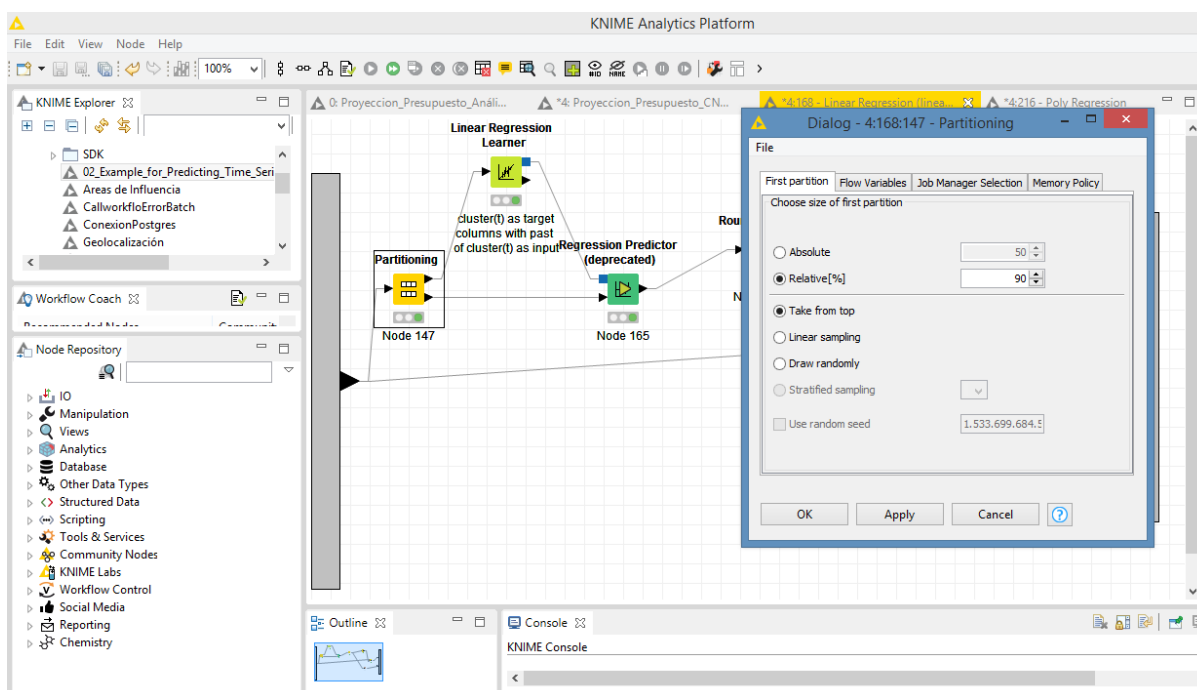 KNIME Analytics Platform
File Edit View Node Help
100%
KNIME Explorer
SDK
02_Example_for_Predicting_Time_Seri
Areas de Influencia
CallworkfloErrorBatch
ConexionPostgres
Geolocalización
Workflow Coach
Node Repository
IO
Manipulation
Views
Analytics
Database
Other Data Types
Structured Data
Scripting
Tools & Services
Community Nodes
KNIME Labs
Workflow Control
Social Media
Reporting
Chemistry
0: Proyeccion_Presupuesto_Análi... *4: Proyeccion_Presupuesto_CN... *4:168 - Linear Regression (linea... *4:216 - Poly Regression
Linear Regression
Learner
cluster(t) as target
columns with past
of cluster(t) as input
Partitioning
Node 147
Regression Predictor
(deprecated)
Node 165
Rou
N
Dialog - 4:168:147 - Partitioning
File
First partition Flow Variables Job Manager Selection Memory Policy
Choose size of first partition
Absolute 50
Relative[%] 90
Take from top
Linear sampling
Draw randomly
Stratified sampling
Use random seed 1.533.699.684.5
OK Apply Cancel ?
Outline
Console
KNIME Console